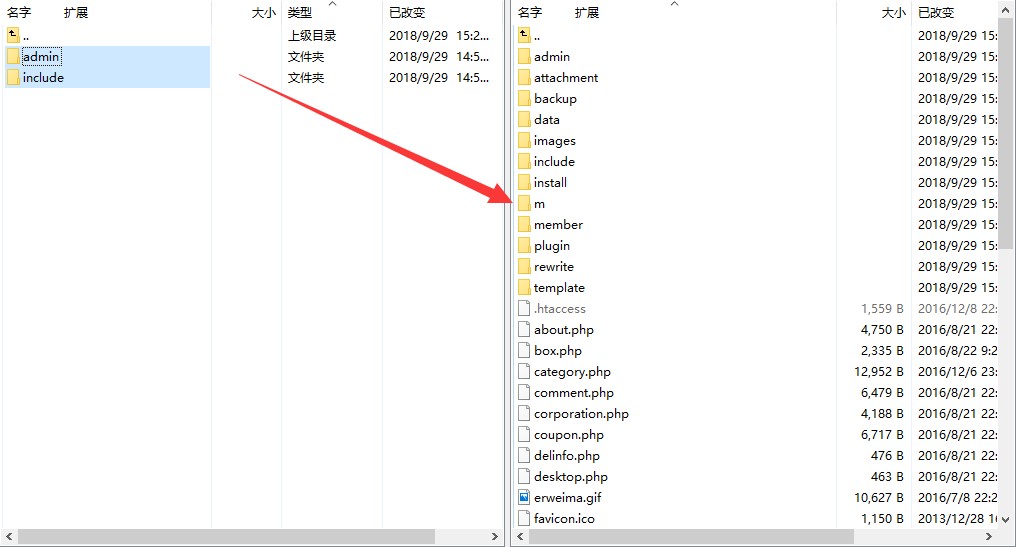 名字 扩展 大小 类型 已改变
.. 上级目录 2018/9/29 15:2...
admin 文件夹 2018/9/29 14:5...
include 文件夹 2018/9/29 14:5...
名字 扩展 大小 已改变
.. 2018/9/29 15:
admin 2018/9/29 15:
attachment 2018/9/29 15:
backup 2018/9/29 15:
data 2018/9/29 15:
images 2018/9/29 15:
include 2018/9/29 15:
install 2018/9/29 15:
m 2018/9/29 15:
member 2018/9/29 15:
plugin 2018/9/29 15:
rewrite 2018/9/29 15:
template 2018/9/29 15:
.htaccess 1,559 B 2016/12/8 22:
about.php 4,750 B 2016/8/21 22:
box.php 2,335 B 2016/8/22 9:2
category.php 12,952 B 2016/12/6 23:
comment.php 6,479 B 2016/8/21 22:
corporation.php 4,188 B 2016/8/21 22:
coupon.php 6,717 B 2016/8/21 22:
delinfo.php 476 B 2016/8/21 22:
desktop.php 463 B 2016/8/21 22:
erweima.gif 10,627 B 2016/7/8 22:2
favicon.ico 1,150 B 2013/12/28 1